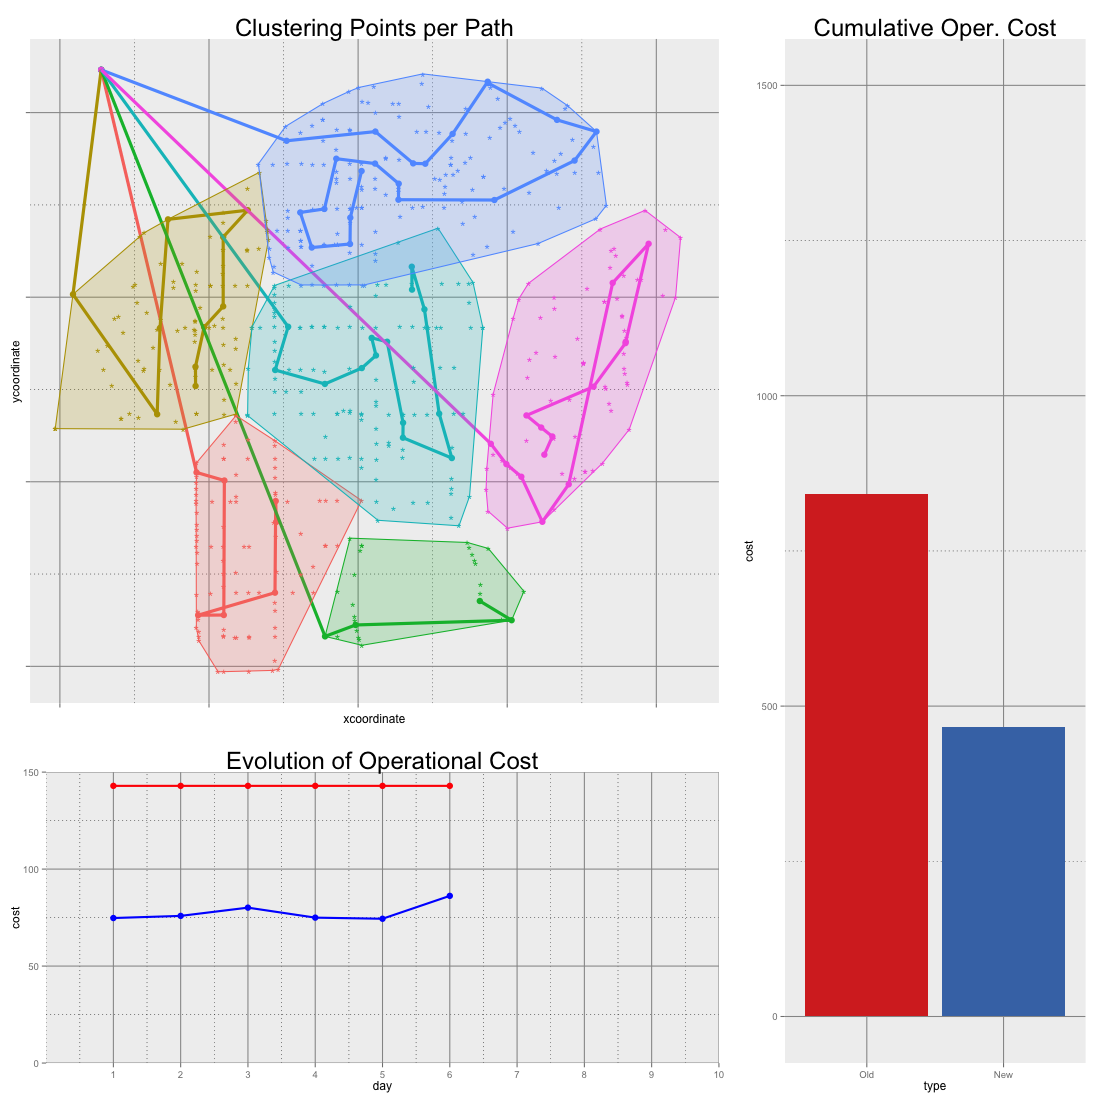 Clustering Points per Path
ycoordinate
xcoordinate
Evolution of Operational Cost
150
100
50
0
cost
1 2 3 4 5 6 7 8 9 10
day
Cumulative Oper. Cost
1500
1000
500
0
cost
Old New
type